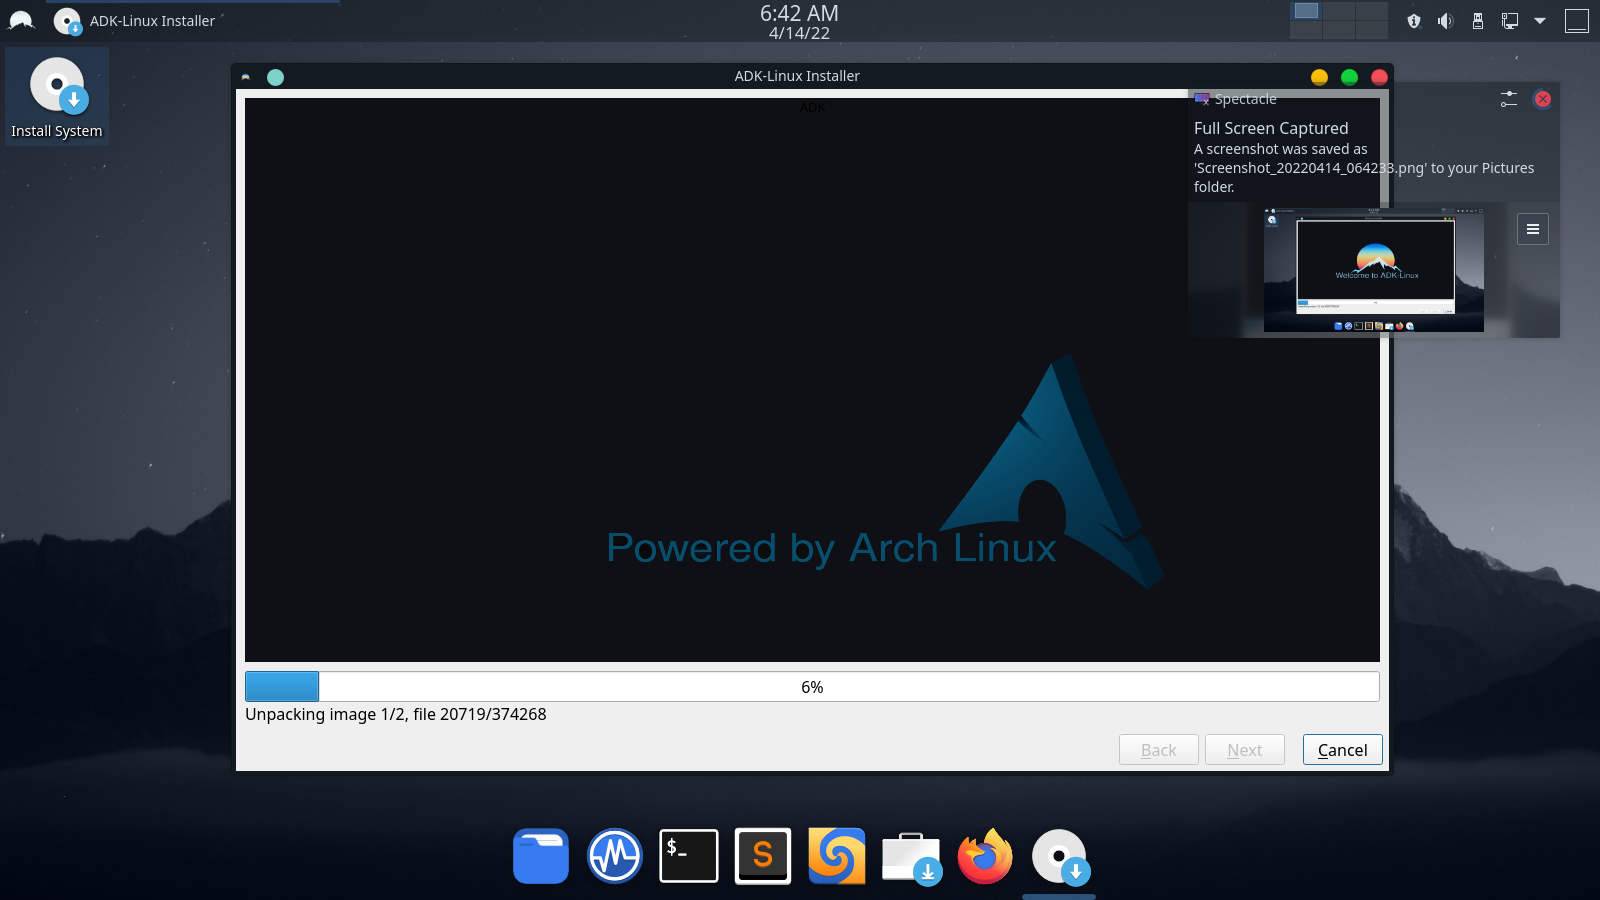 ADK-Linux Installer
6:42 AM
4/14/22
Install System
ADK-Linux Installer
ADK
Spectacle
Full Screen Captured
A screenshot was saved as
'Screenshot_20220414_064233.png' to your Pictures
folder.
Welcome to ADK-Linux
Powered by Arch Linux
6%
Unpacking image 1/2, file 20719/374268
Back
Next
Cancel
$_
S